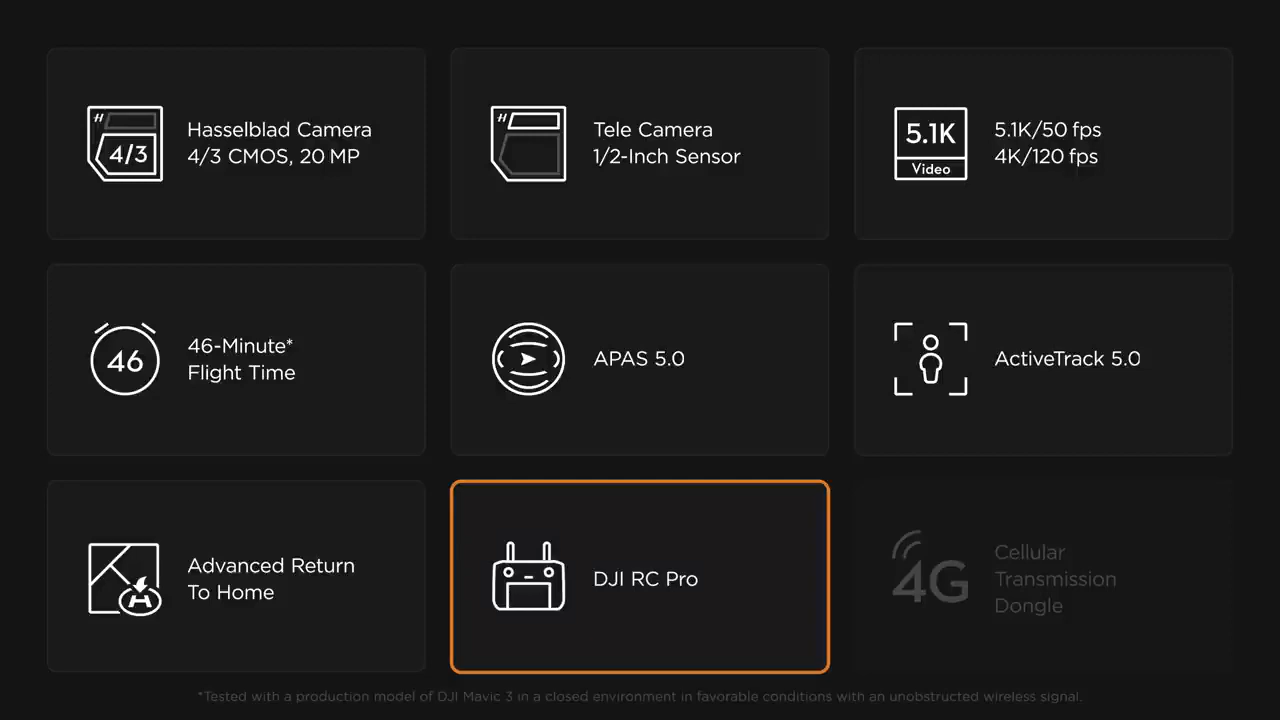 Hasselblad Camera
4/3 CMOS, 20 MP
H
4/3
Tele Camera
1/2-Inch Sensor
H
5.1K/50 fps
4K/120 fps
5.1K
Video
46-Minute*
Flight Time
46
APAS 5.0
ActiveTrack 5.0
Advanced Return
To Home
H
DJI RC Pro
4G
Cellular
Transmission
Dongle
*Tested with a production model of DJI Mavic 3 in a closed environment in favorable conditions with an unobstructed wireless signal.